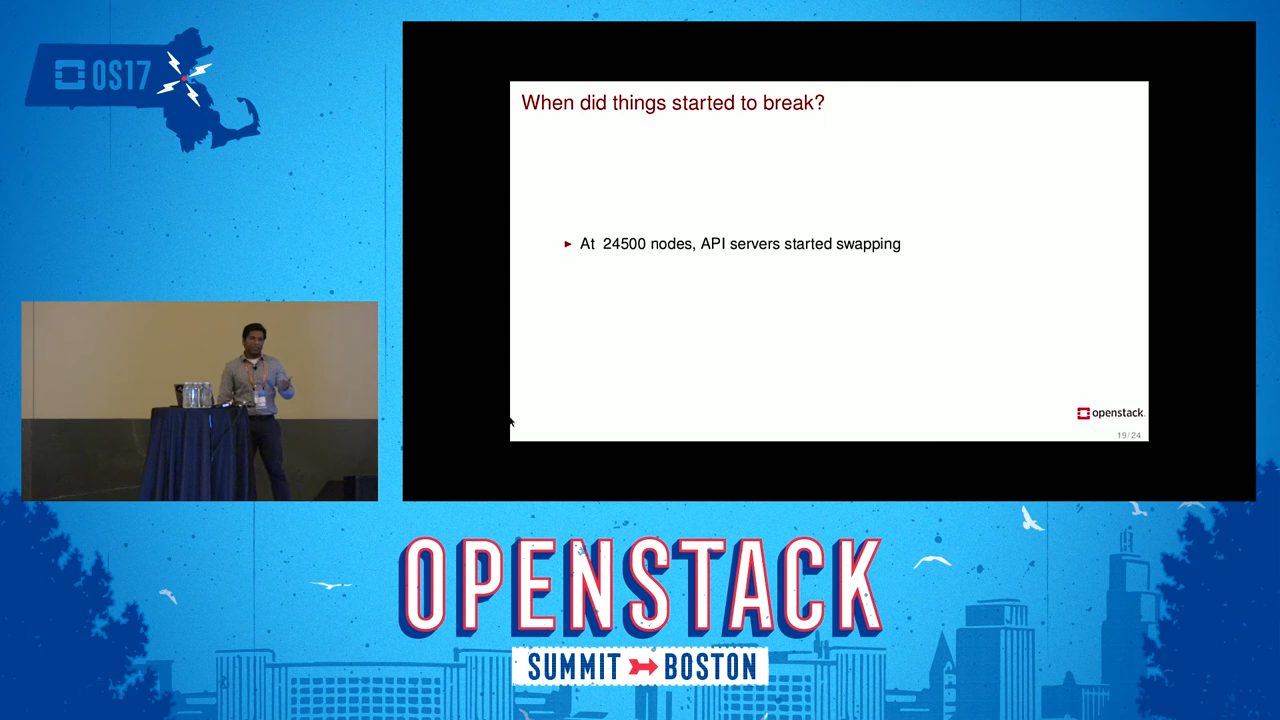 OS17
When did things started to break?
At 24500 nodes, API servers started swapping
openstack.
19/24
OPENSTACK
SUMMIT BOSTON